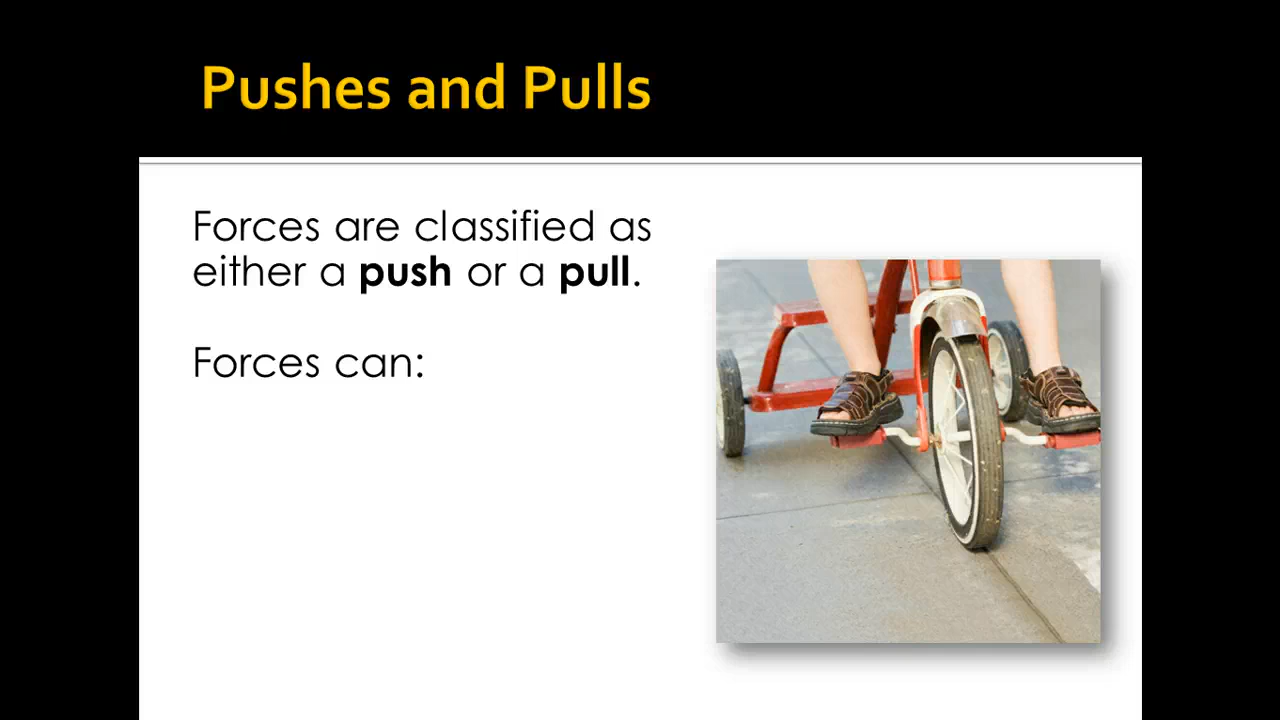 Pushes and Pulls
Forces are classified as
either a push or a pull.
Forces can: